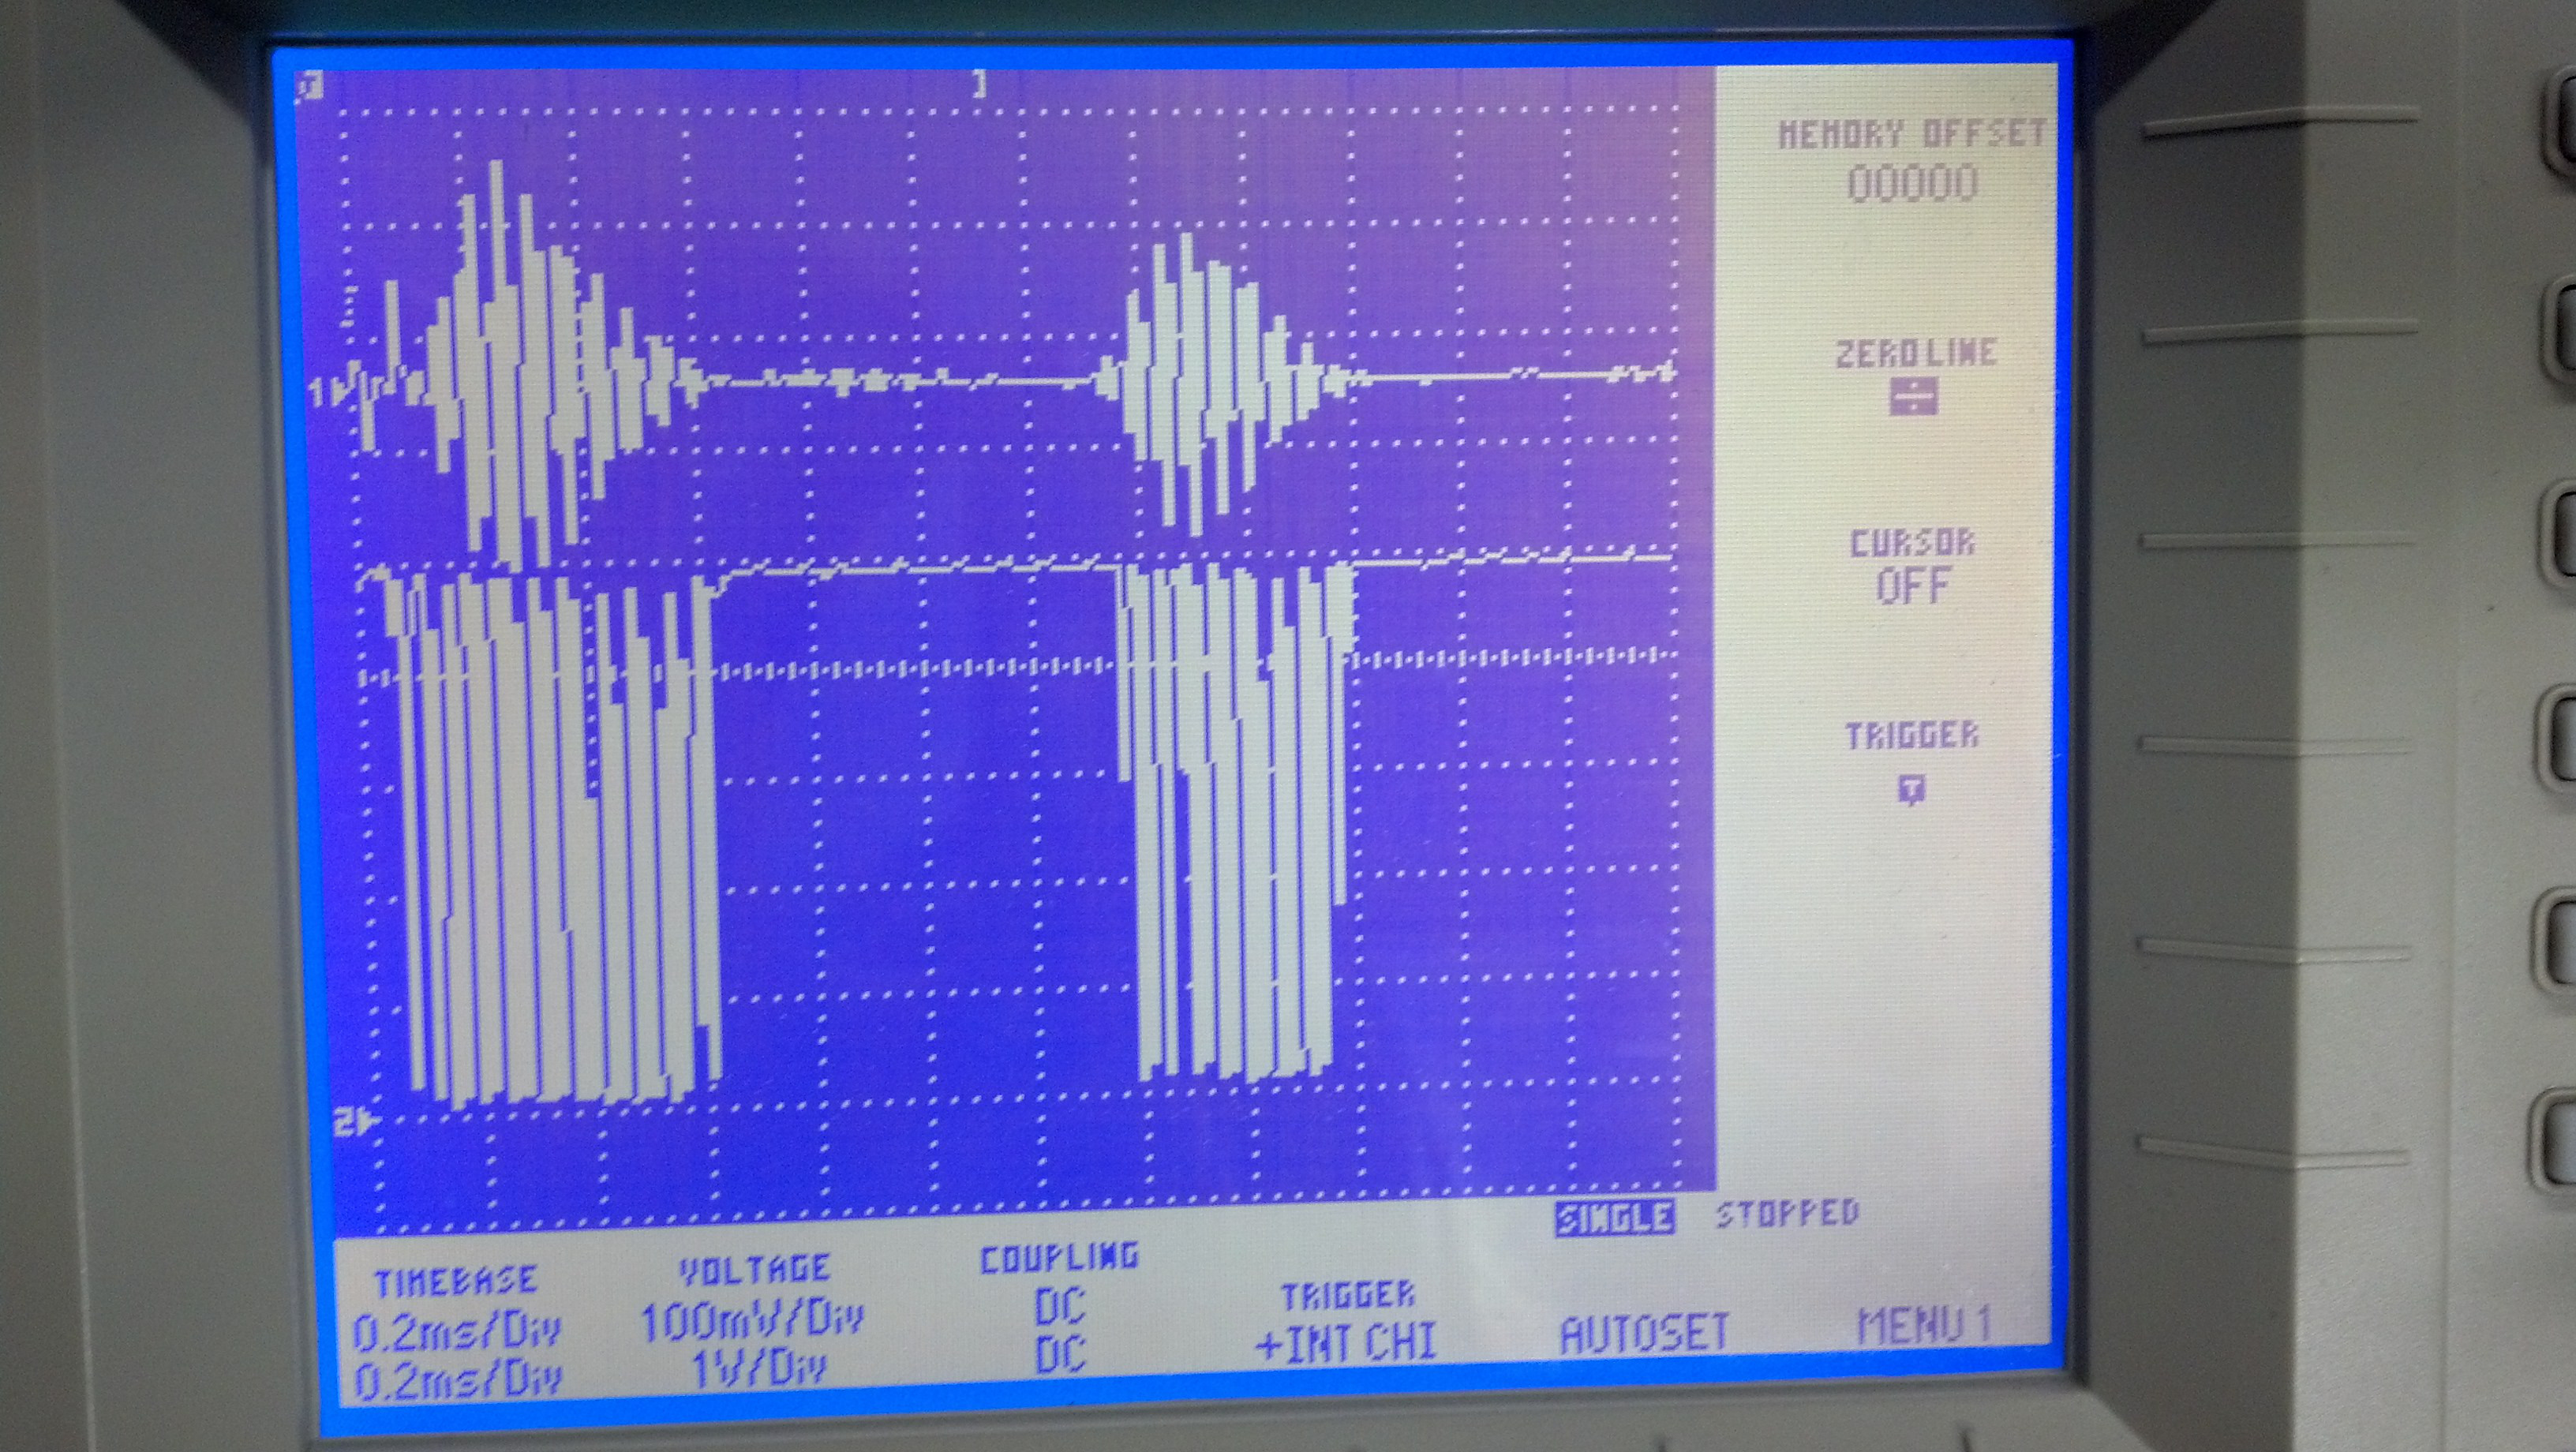 T
]
MEMORY OFFSET
00000
ZERO LINE
1
CURSOR
OFF
TRIGGER
T
2
SINGLE STOPPED
TIMEBASE VOLTAGE COUPLING
0.2ms/Div 100mV/Div DC TRIGGER
0.2ms/Div 1V/Div DC +INT CHI AUTOSET MENU 1